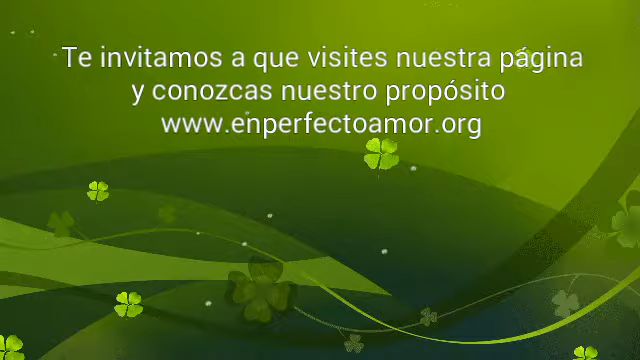 Te invitamos a que visites nuestra página
y conozcas nuestro propósito
www.enperfectoamor.org